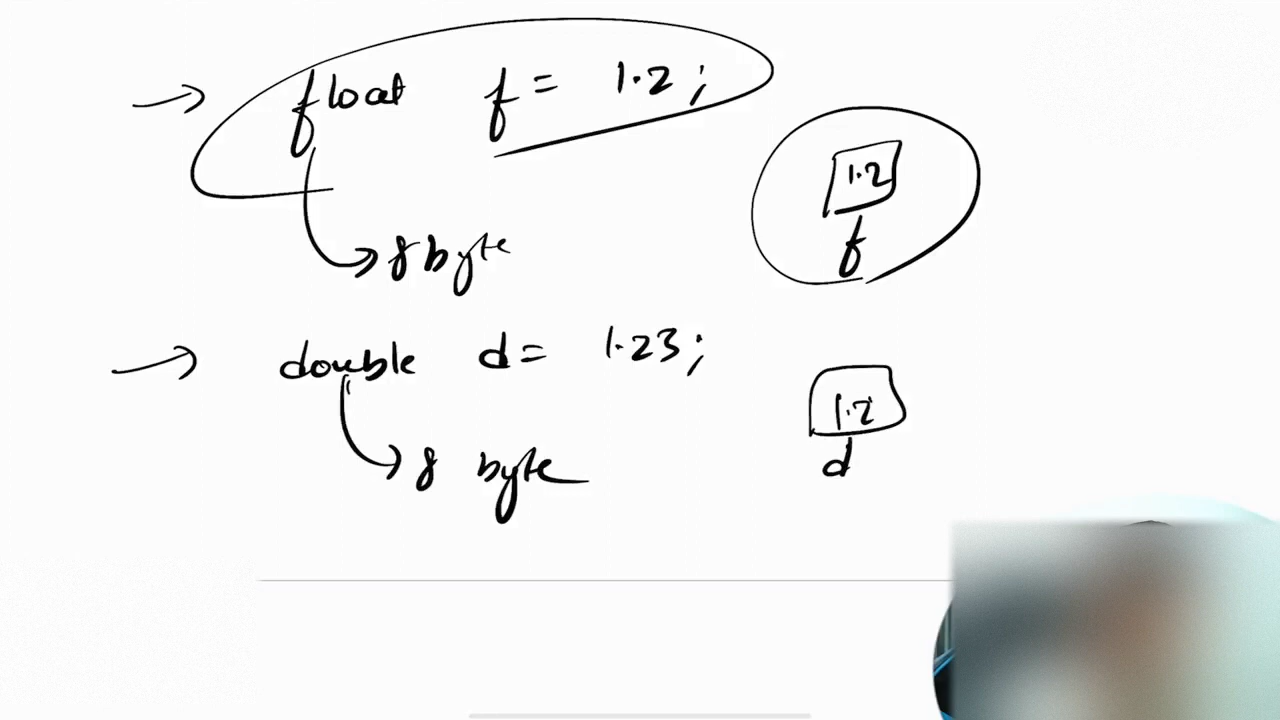 → float f = 1.2;
1.2
f
→ 8 byte
→ double d = 1.23;
1.2
d
→ 8 byte